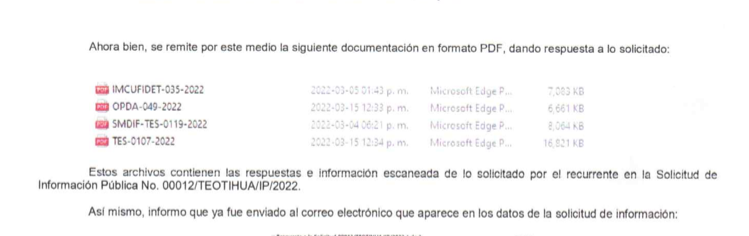 Ahora bien, se remite por este medio la siguiente documentación en formato PDF, dando respuesta a lo solicitado:
IMCUFIDET-035-2022 2022-03-05 01:43 p. m. Microsoft Edge P... 7,083 KB
OPDA-049-2022 2022-03-15 12:33 p. m. Microsoft Edge P... 6,661 KB
SMDIF-TES-0119-2022 2022-03-04 06:21 p. m. Microsoft Edge P... 8,064 KB
TES-0107-2022 2022-03-15 12:34 p. m. Microsoft Edge P... 16,821 KB
Estos archivos contienen las respuestas e información escaneada de lo solicitado por el recurrente en la Solicitud de
Información Pública No. 00012/TEOTIHUA/IP/2022.
Así mismo, informo que ya fue enviado al correo electrónico que aparece en los datos de la solicitud de información: